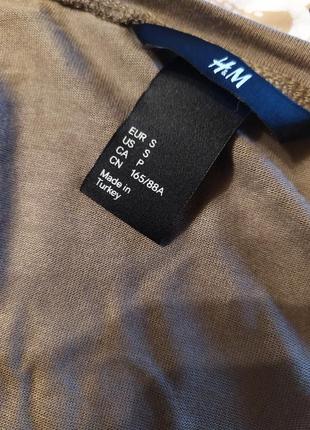 H&M
EUR S
US S
CA P
CN 165/88A
Made in
Turkey